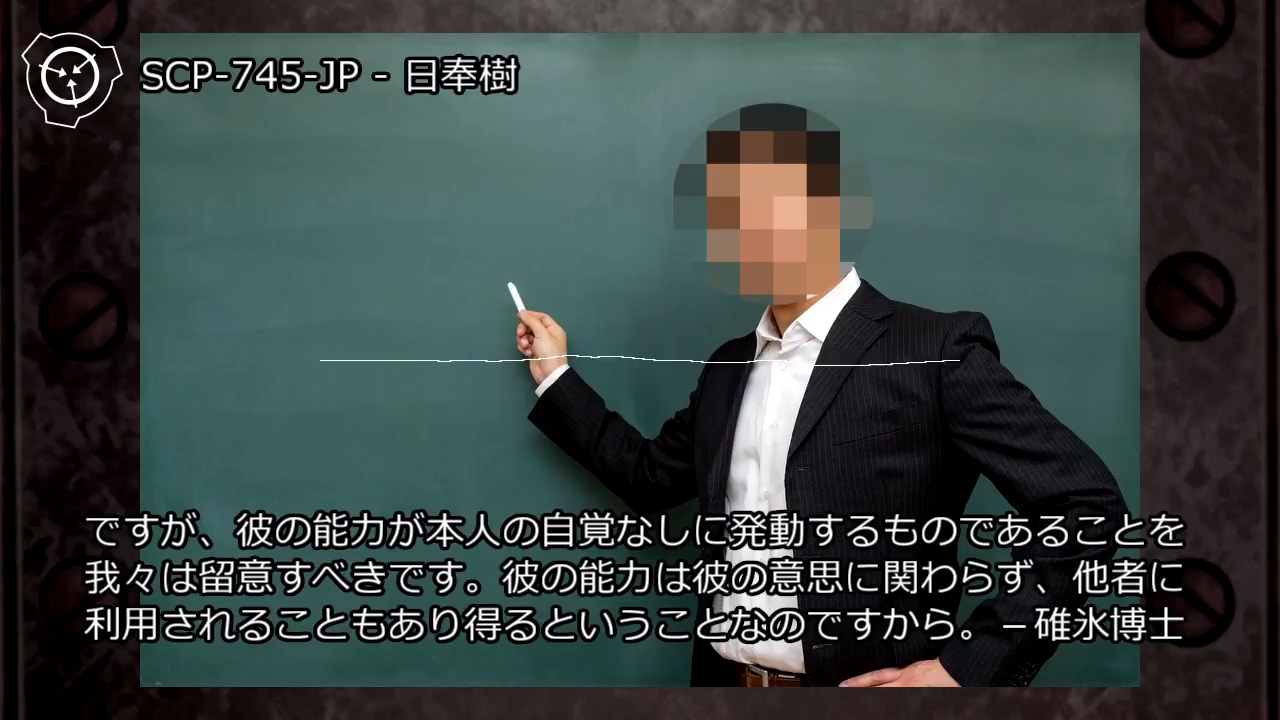 SCP-745-JP - 日奉樹
ですが、彼の能力が本人の自覚なしに発動するものであることを
我々は留意すべきです。彼の能力は彼の意思に関わらず、他者に
利用されることもあり得るということなのですから。 – 碓氷博士